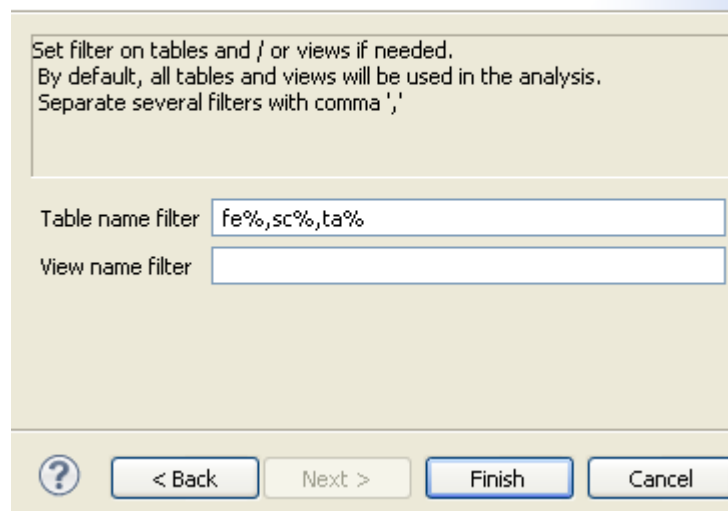 Set filter on tables and / or views if needed.
By default, all tables and views will be used in the analysis.
Separate several filters with comma ','
Table name filter fe%,sc%,ta%
View name filter
? < Back Next > Finish Cancel